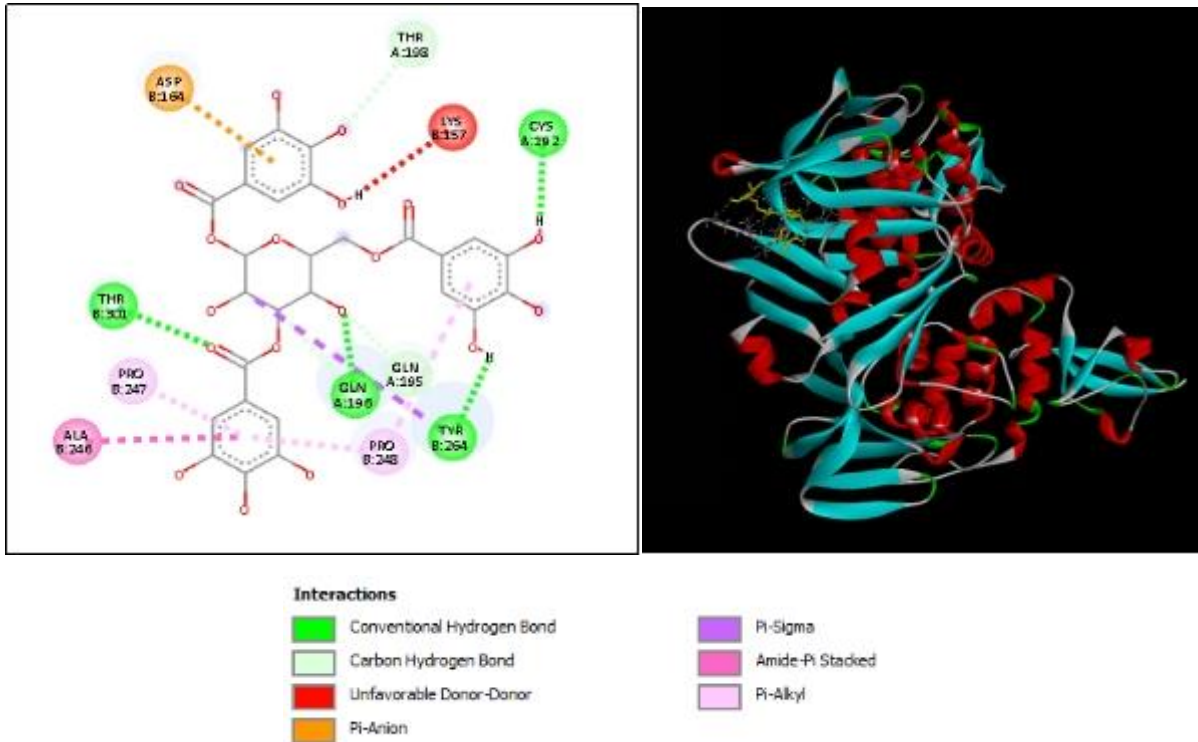 THR
A:198
ASP
B:164
LYS
B:157
CYS
A:192
H
H
O
THR
B:301
PRO
B:247
GLN
A:195
GLN
A:196
ALA
B:246
PRO
B:248
TYR
B:264
H
Interactions
Conventional Hydrogen Bond
Carbon Hydrogen Bond
Unfavorable Donor-Donor
Pi-Anion
Pi-Sigma
Amide-Pi Stacked
Pi-Alkyl